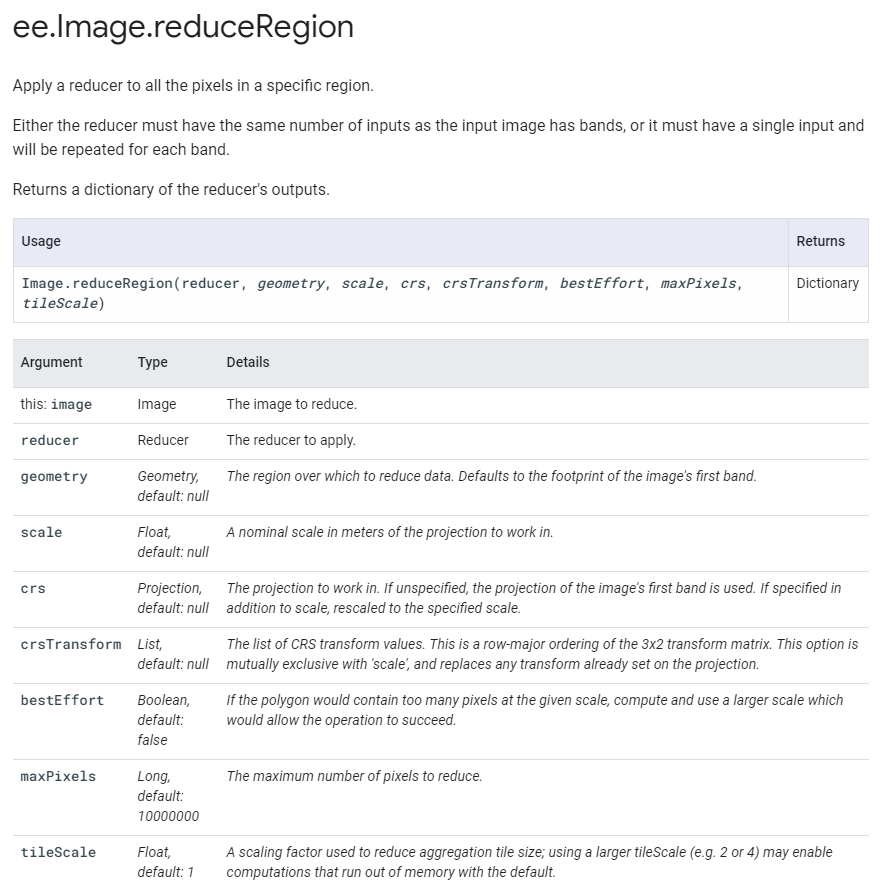 ee.Image.reduceRegion
Apply a reducer to all the pixels in a specific region.
Either the reducer must have the same number of inputs as the input image has bands, or it must have a single input and
will be repeated for each band.
Returns a dictionary of the reducer's outputs.
Usage Returns
Image.reduceRegion(reducer, geometry, scale, crs, crsTransform, bestEffort, maxPixels, Dictionary
tileScale)
Argument Type Details
this: image Image The image to reduce.
reducer Reducer The reducer to apply.
geometry Geometry, The region over which to reduce data. Defaults to the footprint of the image's first band.
default: null
scale Float, A nominal scale in meters of the projection to work in.
default: null
crs Projection, The projection to work in. If unspecified, the projection of the image's first band is used. If specified in
default: null addition to scale, rescaled to the specified scale.
crsTransform List, The list of CRS transform values. This is a row-major ordering of the 3x2 transform matrix. This option is
default: null mutually exclusive with 'scale', and replaces any transform already set on the projection.
bestEffort Boolean, If the polygon would contain too many pixels at the given scale, compute and use a larger scale which
default: would allow the operation to succeed.
false
maxPixels Long, The maximum number of pixels to reduce.
default:
10000000
tileScale Float, A scaling factor used to reduce aggregation tile size; using a larger tileScale (e.g. 2 or 4) may enable
default: 1 computations that run out of memory with the default.